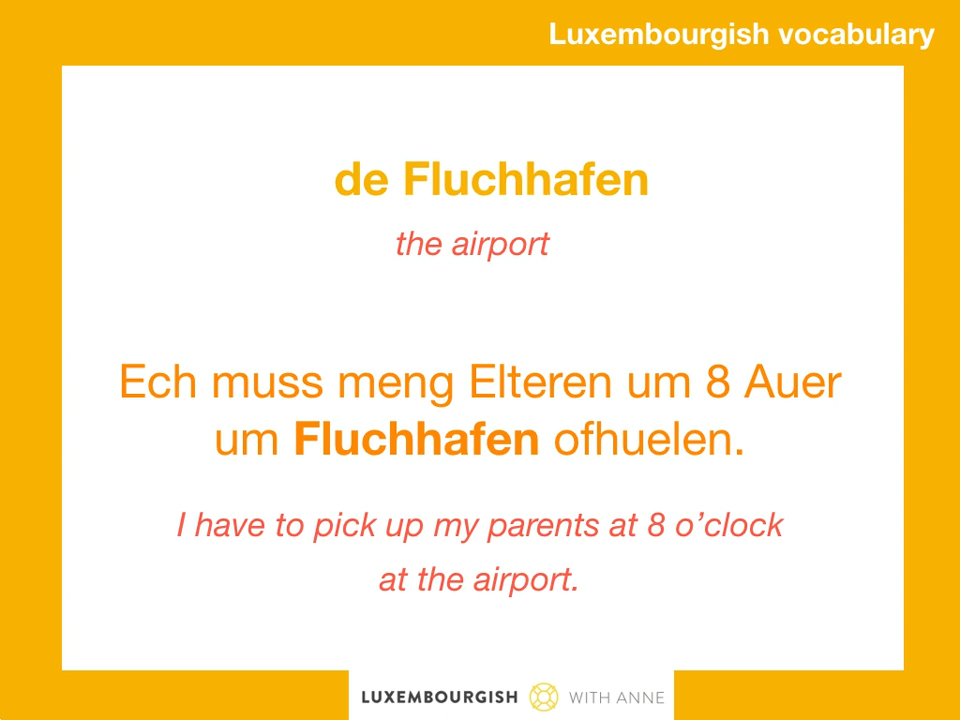 Luxembourgish vocabulary
de Fluchhafen
the airport
Ech muss meng Elteren um 8 Auer
um Fluchhafen ofhuelen.
I have to pick up my parents at 8 o’clock
at the airport.
LUXEMBOURGISH WITH ANNE